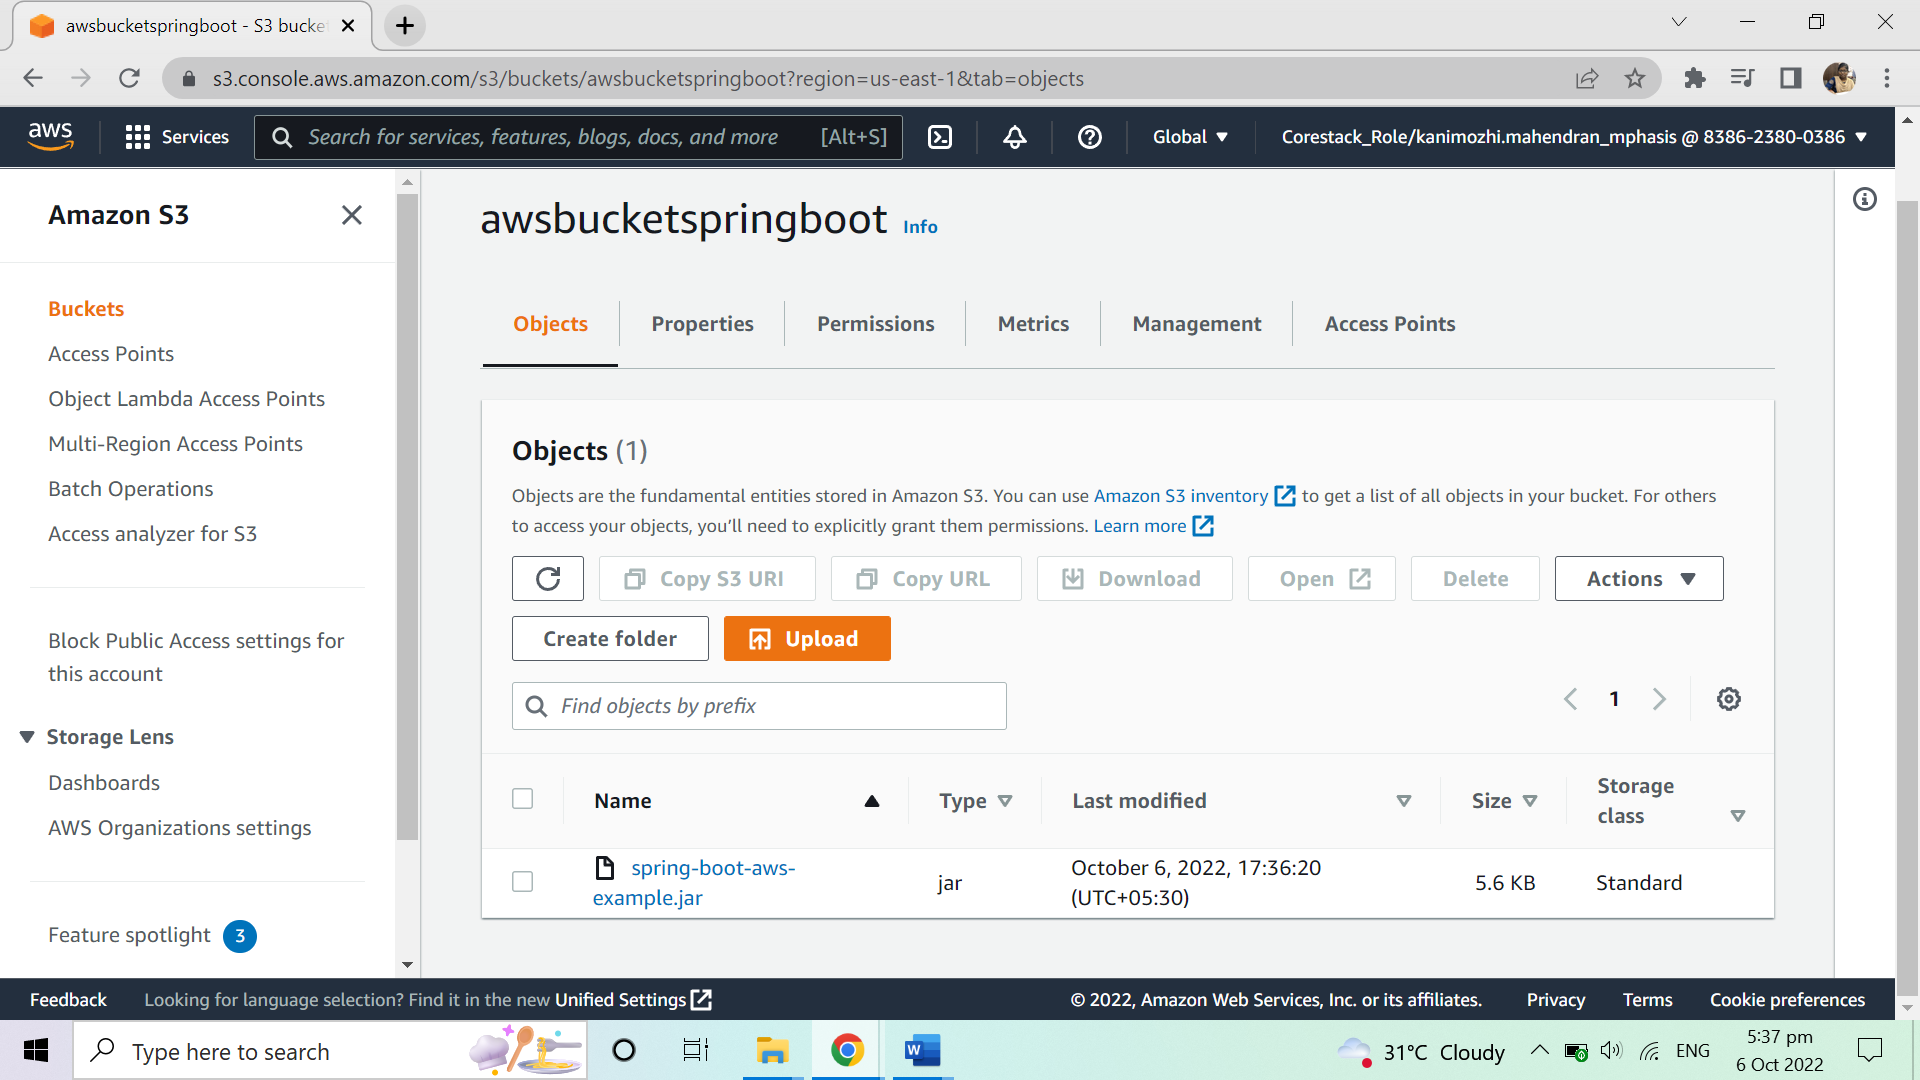 awsbucketspringboot - S3 bucke
s3.console.aws.amazon.com/s3/buckets/awsbucketspringboot?region=us-east-1&tab=objects
aws
Services
Search for services, features, blogs, docs, and more
[Alt+S]
Global
Corestack_Role/kanimozhi.mahendran_mphasis @ 8386-2380-0386
Amazon S3
Buckets
Access Points
Object Lambda Access Points
Multi-Region Access Points
Batch Operations
Access analyzer for S3
Block Public Access settings for
this account
Storage Lens
Dashboards
AWS Organizations settings
Feature spotlight 3
awsbucketspringboot Info
Objects
Properties
Permissions
Metrics
Management
Access Points
Objects (1)
Objects are the fundamental entities stored in Amazon S3. You can use Amazon S3 inventory to get a list of all objects in your bucket. For others
to access your objects, you'll need to explicitly grant them permissions. Learn more
Copy S3 URI
Copy URL
Download
Open
Delete
Actions
Create folder
Upload
Find objects by prefix
1
Name
Type
Last modified
Size
Storage
class
spring-boot-aws-
example.jar
jar
October 6, 2022, 17:36:20
(UTC+05:30)
5.6 KB
Standard
Feedback
Looking for language selection? Find it in the new Unified Settings
© 2022, Amazon Web Services, Inc. or its affiliates.
Privacy
Terms
Cookie preferences
Type here to search
W
31°C Cloudy
ENG
5:37 pm
6 Oct 2022